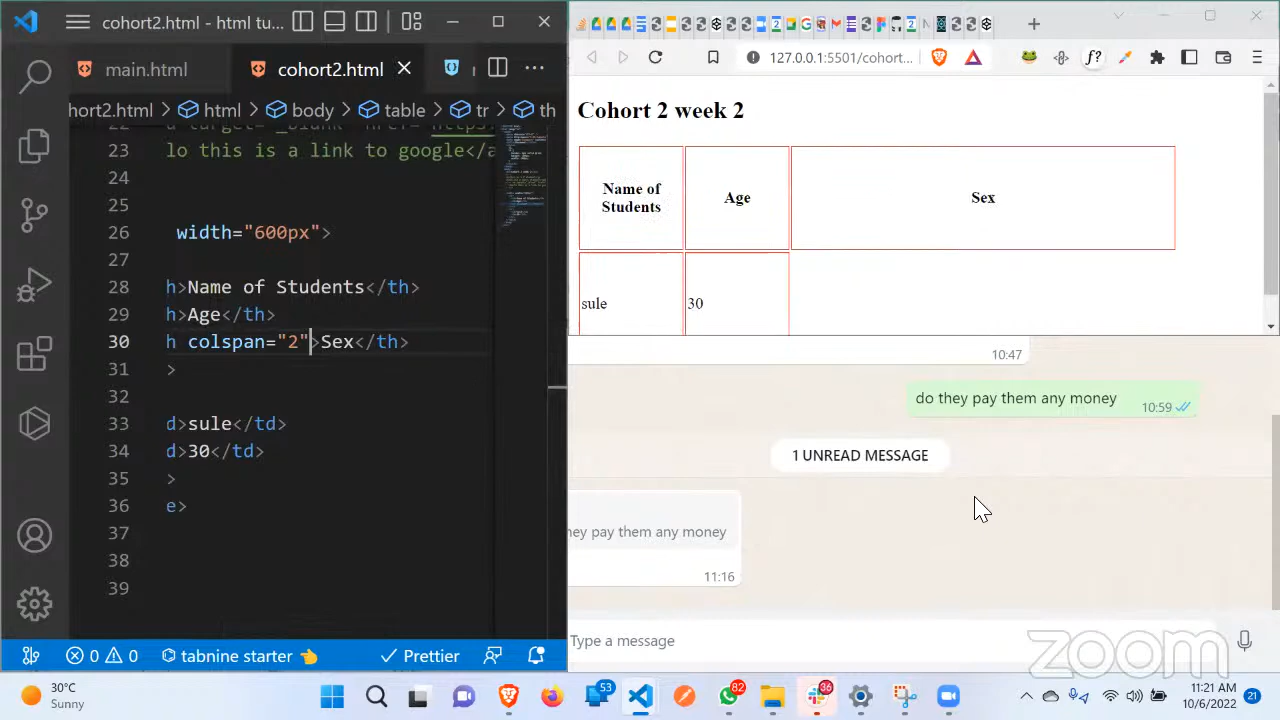 cohort2.html - html tu...
main.html
cohort2.html
hort2.html > html > body > table > tr > th
23 lo this is a link to google</a
24
25
26 width="600px">
27
28 h>Name of Students</th>
29 h>Age</th>
30 h colspan="2">Sex</th>
31 >
32
33 d>sule</td>
34 d>30</td>
35 >
36 e>
37
38
39
0 0 tabnine starter Prettier
127.0.0.1:5501/cohort...
Cohort 2 week 2
Name of
Students
Age
Sex
sule
30
10:47
do they pay them any money
10:59
1 UNREAD MESSAGE
hey pay them any money
11:16
Type a message
zoom
30°C
Sunny
53
82
36
11:21 AM
10/6/2022
21